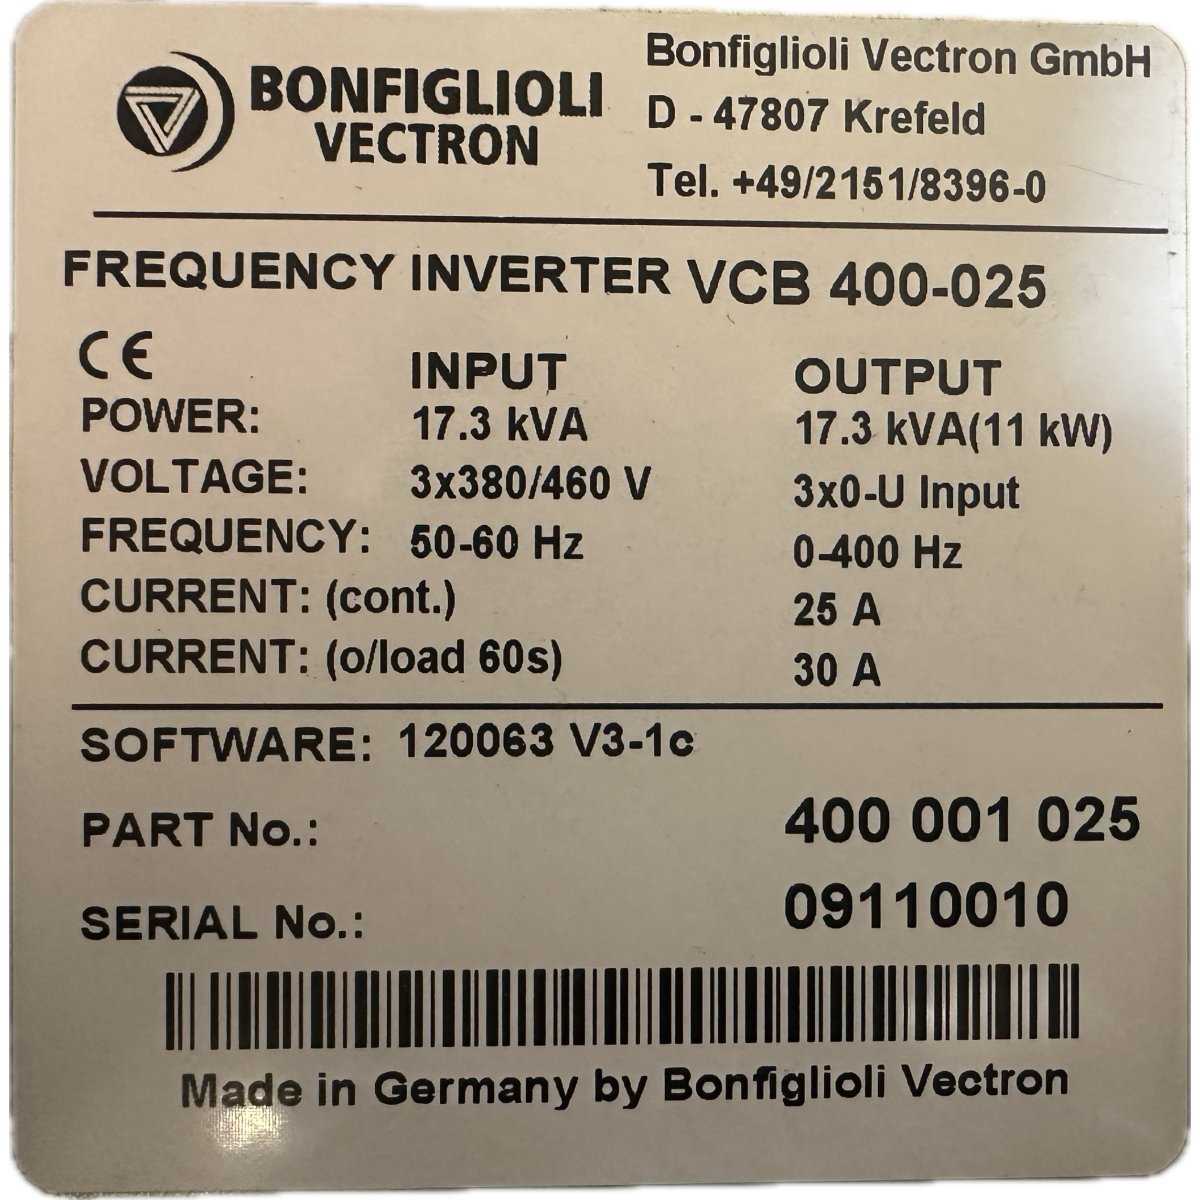 BONFIGLIOLI
VECTRON
Bonfiglioli Vectron GmbH
D - 47807 Krefeld
Tel. +49/2151/8396-0
FREQUENCY INVERTER VCB 400-025
CE INPUT OUTPUT
POWER: 17.3 kVA 17.3 kVA(11 kW)
VOLTAGE: 3x380/460 V 3x0-U Input
FREQUENCY: 50-60 Hz 0-400 Hz
CURRENT: (cont.) 25 A
CURRENT: (o/load 60s) 30 A
SOFTWARE: 120063 V3-1c
PART No.: 400 001 025
SERIAL No.: 09110010
Made in Germany by Bonfiglioli Vectron